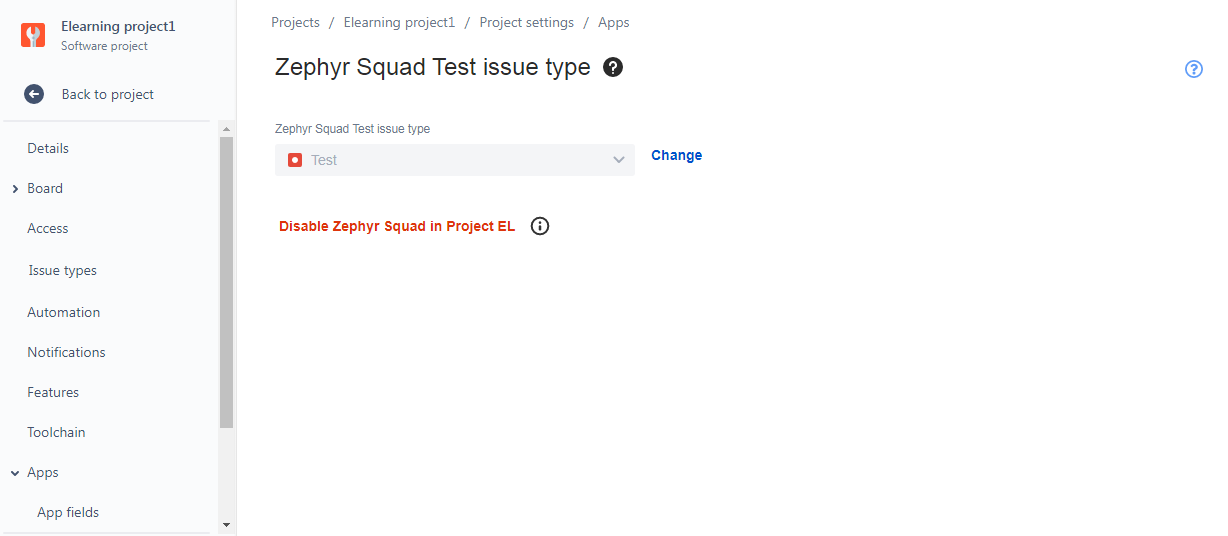 Elearning project1
Software project
Back to project
Details
Board
Access
Issue types
Automation
Notifications
Features
Toolchain
Apps
App fields
Projects / Elearning project1 / Project settings / Apps
Zephyr Squad Test issue type ?
?
Zephyr Squad Test issue type
Test
Change
Disable Zephyr Squad in Project EL